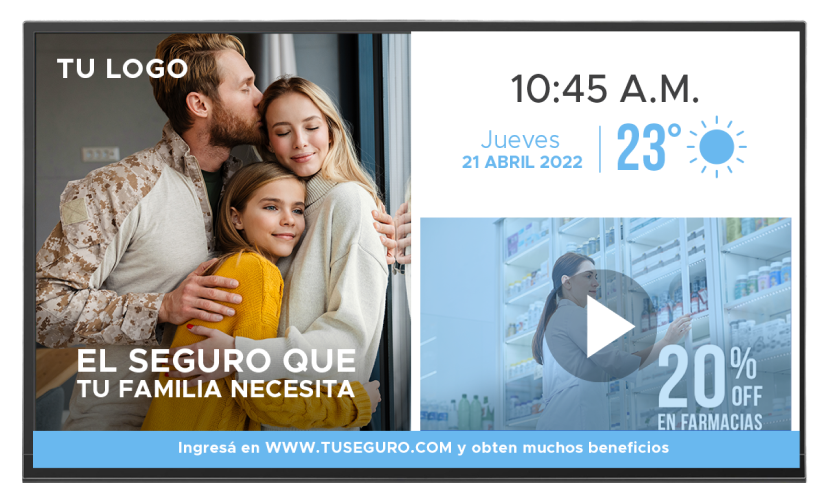 TU LOGO
EL SEGURO QUE
TU FAMILIA NECESITA
10:45 A.M.
Jueves
21 ABRIL 2022
23°
20% OFF
EN FARMACIAS
Ingresá en WWW.TUSEGURO.COM y obten muchos beneficios